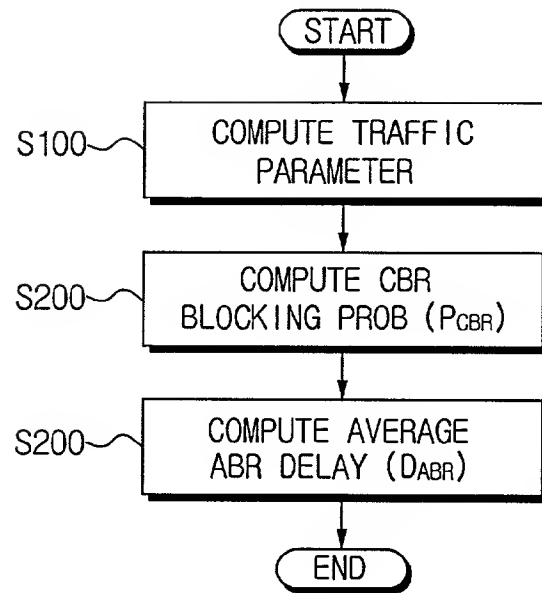 START
S100
COMPUTE TRAFFIC
PARAMETER
S200
COMPUTE CBR
BLOCKING PROB (PCBR)
S200
COMPUTE AVERAGE
ABR DELAY (DABR)
END